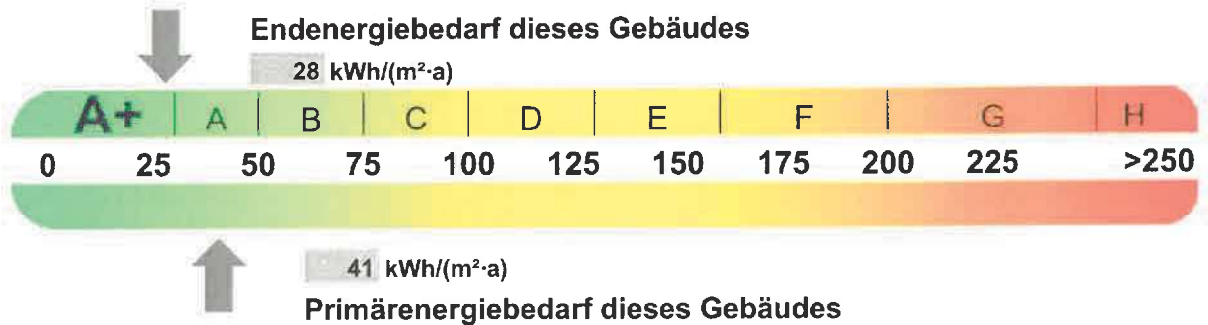 Endenergiebedarf dieses Gebäudes
28 kWh/(m²·a)
A+ A B C D E F G H
0 25 50 75 100 125 150 175 200 225 >250
41 kWh/(m²·a)
Primärenergiebedarf dieses Gebäudes